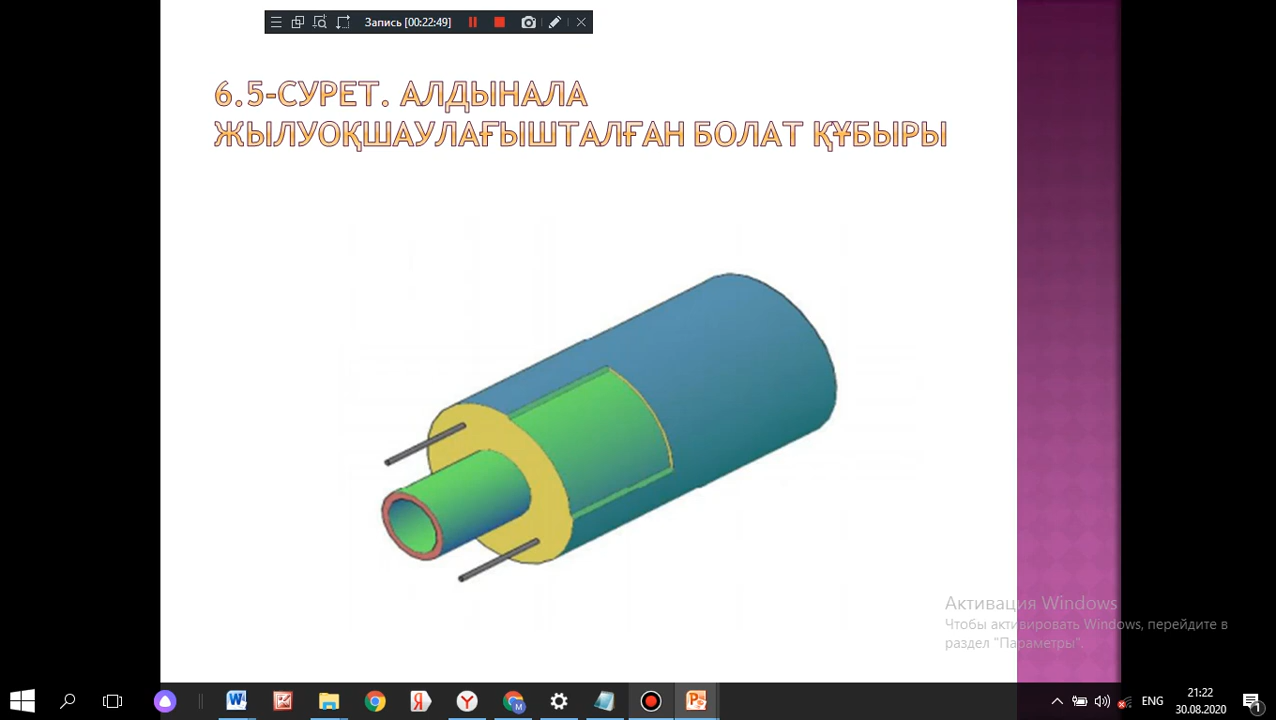 Запись [00:22:49]
6.5-СУРЕТ. АЛДЫНАЛА
ЖЫЛУОҚШАУЛАҒЫШТАЛҒАН БОЛАТ ҚҰБЫРЫ
Активация Windows
Чтобы активировать Windows, перейдите в
раздел "Параметры".
ENG
21:22
30.08.2020